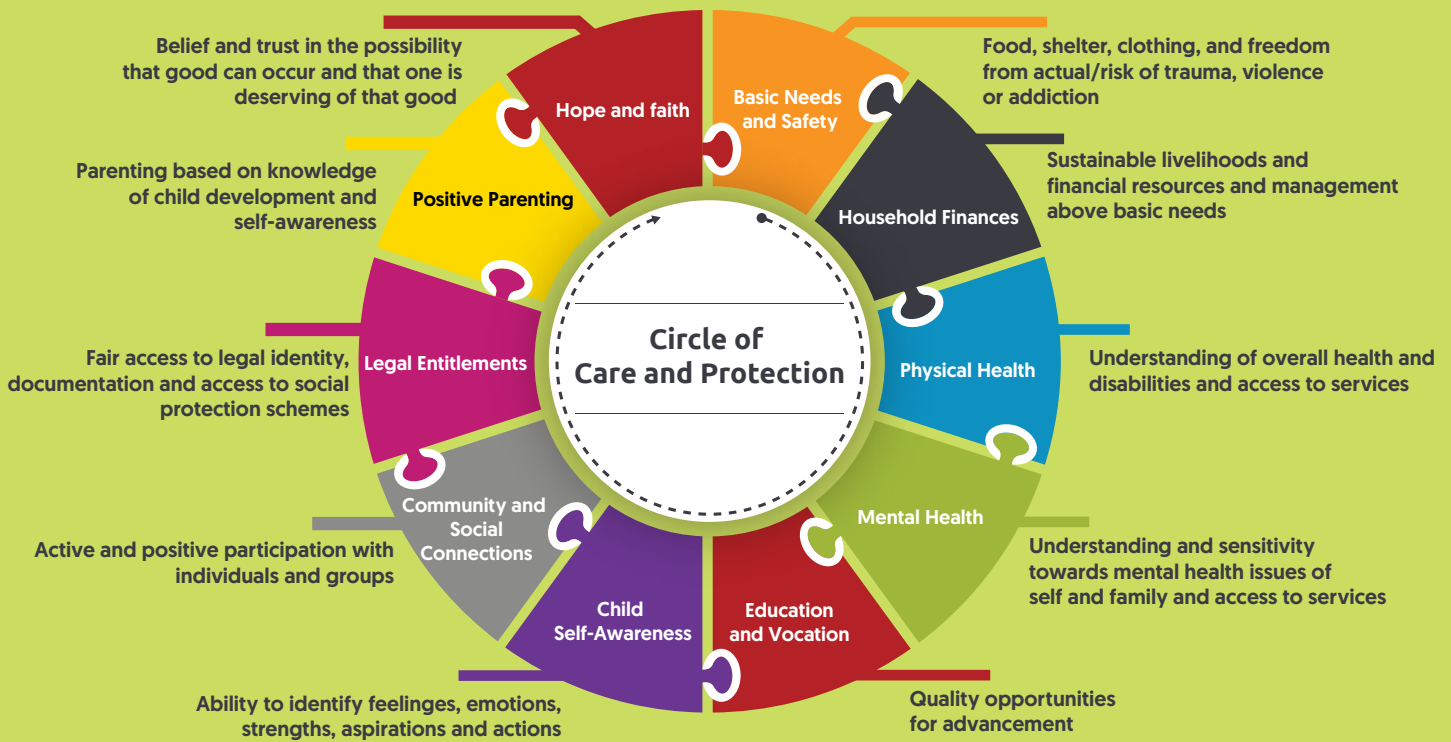 Circle of
Care and Protection
Basic Needs
and Safety
Food, shelter, clothing, and freedom
from actual/risk of trauma, violence
or addiction
Household Finances
Sustainable livelihoods and
financial resources and management
above basic needs
Physical Health
Understanding of overall health and
disabilities and access to services
Mental Health
Understanding and sensitivity
towards mental health issues of
self and family and access to services
Education
and Vocation
Quality opportunities
for advancement
Child
Self-Awareness
Ability to identify feelinges, emotions,
strengths, aspirations and actions
Community and
Social
Connections
Active and positive participation with
individuals and groups
Legal Entitlements
Fair access to legal identity,
documentation and access to social
protection schemes
Positive Parenting
Parenting based on knowledge
of child development and
self-awareness
Hope and faith
Belief and trust in the possibility
that good can occur and that one is
deserving of that good